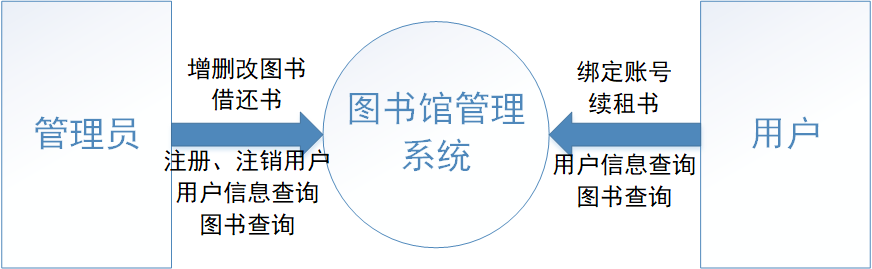 管理员
增删改图书
借还书
注册、注销用户
用户信息查询
图书查询
图书馆管理
系统
绑定账号
续租书
用户信息查询
图书查询
用户